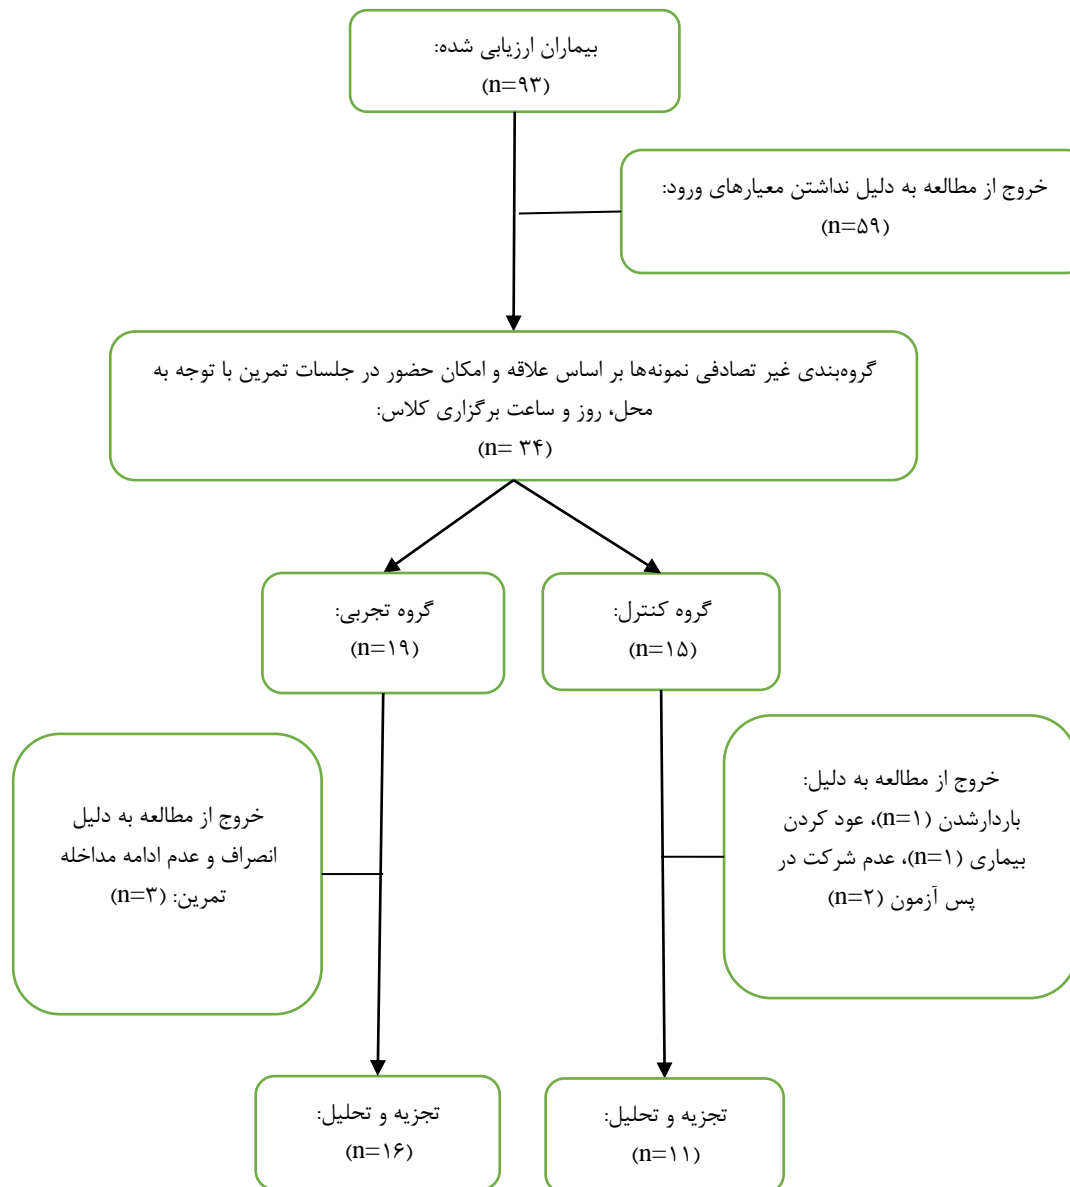 بیماران ارزیابی شده:
(n=۹۳)
خروج از مطالعه به دلیل نداشتن معیارهای ورود:
(n=۵۹)
گروه‌بندی غیر تصادفی نمونه‌ها بر اساس علاقه و امکان حضور در جلسات تمرین با توجه به
محل، روز و ساعت برگزاری کلاس:
(n= ۳۴)
گروه کنترل:
(n=۱۵)
گروه تجربی:
(n=۱۹)
خروج از مطالعه به دلیل:
باردارشدن (n=۱)، عود کردن
بیماری (n=۱)، عدم شرکت در
پس آزمون (n=۲)
خروج از مطالعه به دلیل
انصراف و عدم ادامه مداخله
تمرین: (n=۳)
تجزیه و تحلیل:
(n=۱۱)
تجزیه و تحلیل:
(n=۱۶)